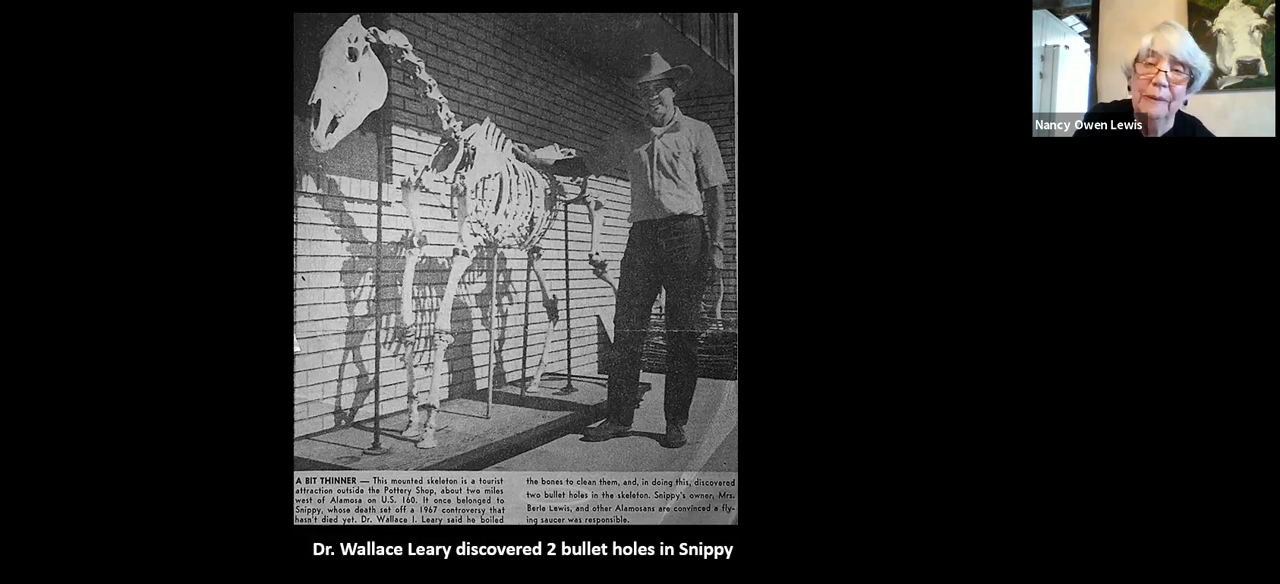 Nancy Owen Lewis
A BIT THINNER — This mounted skeleton is a tourist
attraction outside the Pottery Shop, about two miles
west of Alamosa on U.S. 160. It once belonged to
Snippy, whose death set off a 1967 controversy that
hasn't died yet. Dr. Wallace I. Leary said he boiled
the bones to clean them, and, in doing this, discovered
two bullet holes in the skeleton. Snippy's owner, Mrs.
Berle Lewis, and other Alamosans are convinced a fly-
ing saucer was responsible.
Dr. Wallace Leary discovered 2 bullet holes in Snippy